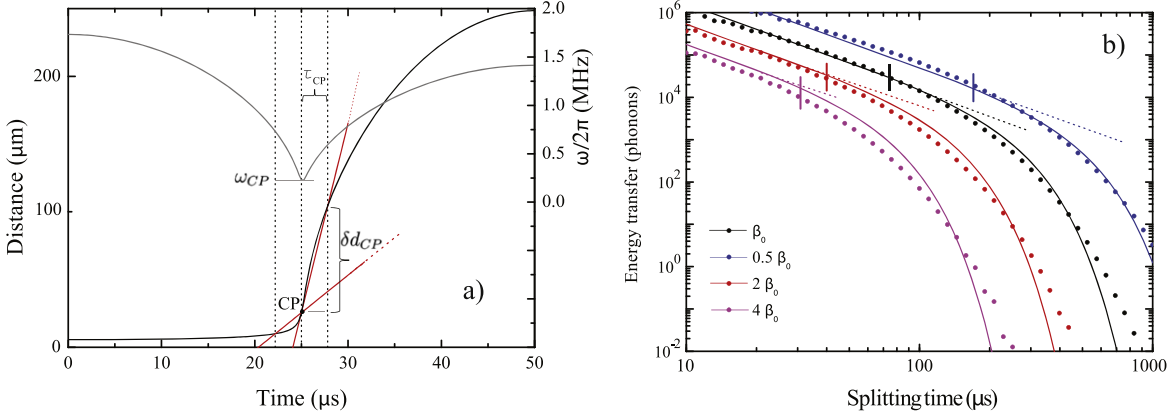 Distance (μm)
200
100
0
0
10
20
30
40
50
Time (μs)
2.0
1.5
1.0
0.5
0.0
ω/2π (MHz)
τCP
ωCP
CP
δdCP
a)
Energy transfer (phonons)
10^6
10^4
10^2
10^0
10^-2
10
100
1000
Splitting time (μs)
b)
β0
0.5 β0
2 β0
4 β0